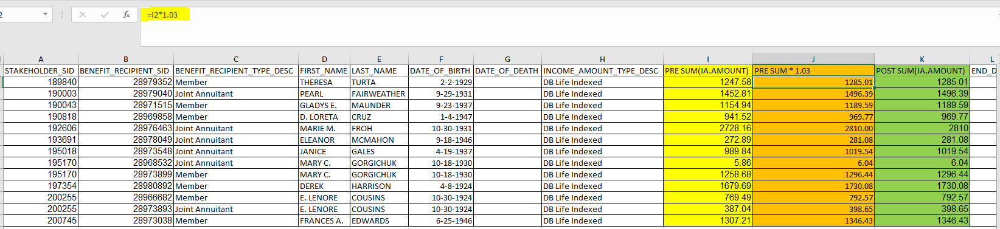 2 fx =I2*1.03
A B C D E F G H I J K L
STAKEHOLDER_SID BENEFIT_RECIPIENT_SID BENEFIT_RECIPIENT_TYPE_DESC FIRST_NAME LAST_NAME DATE_OF_BIRTH DATE_OF_DEATH INCOME_AMOUNT_TYPE_DESC PRE SUM(IA.AMOUNT) PRE SUM * 1.03 POST SUM(IA.AMOUNT) END_D
189840 28979352 Member THERESA TURTA 2-2-1929 DB Life Indexed 1247.58 1285.01 1285.01
190003 28979040 Joint Annuitant PEARL FAIRWEATHER 9-29-1931 DB Life Indexed 1452.81 1496.39 1496.39
190043 28971515 Member GLADYS E. MAUNDER 9-23-1937 DB Life Indexed 1154.94 1189.59 1189.59
190818 28969858 Member D. LORETA CRUZ 1-4-1947 DB Life Indexed 941.52 969.77 969.77
192606 28976463 Joint Annuitant MARIE M. FROH 10-30-1931 DB Life Indexed 2728.16 2810.00 2810
193691 28978049 Joint Annuitant ELEANOR MCMAHON 9-18-1946 DB Life Indexed 272.89 281.08 281.08
195018 28973548 Joint Annuitant JANICE GALES 4-19-1937 DB Life Indexed 989.84 1019.54 1019.54
195170 28968532 Joint Annuitant MARY C. GORGICHUK 10-18-1930 DB Life Indexed 5.86 6.04 6.04
195170 28973899 Member MARY C. GORGICHUK 10-18-1930 DB Life Indexed 1258.68 1296.44 1296.44
197354 28980892 Member DEREK HARRISON 4-8-1924 DB Life Indexed 1679.69 1730.08 1730.08
200255 28966682 Member E. LENORE COUSINS 10-30-1924 DB Life Indexed 769.49 792.57 792.57
200255 28973893 Joint Annuitant E. LENORE COUSINS 10-30-1924 DB Life Indexed 387.04 398.65 398.65
200745 28973038 Member FRANCES A. EDWARDS 6-25-1946 DB Life Indexed 1307.21 1346.43 1346.43